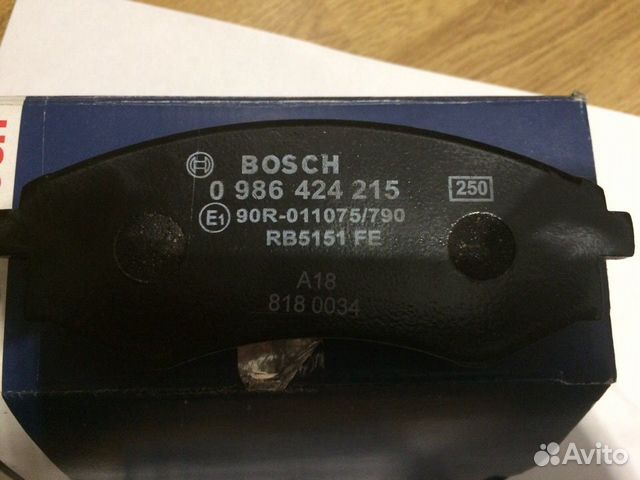 BOSCH
0 986 424 215
250
E1 90R-011075/790
RB5151 FE
A18
818 0034
Avito